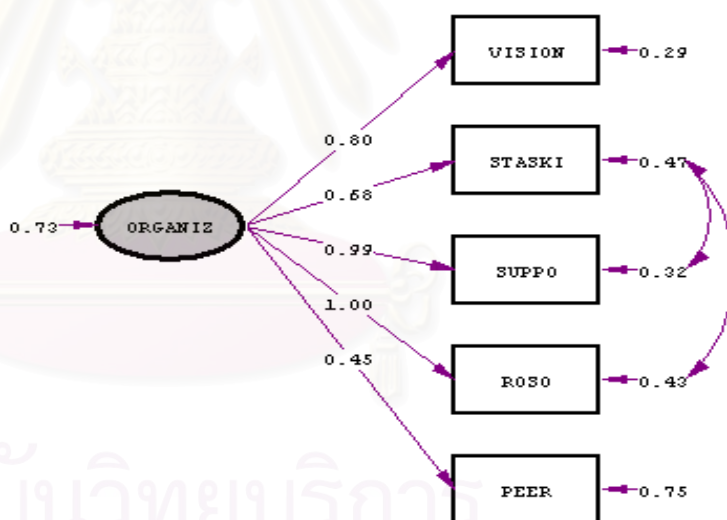 VISION 0.29
0.80
STASKI 0.47
0.68
0.73 ORGANIZ
0.99
SUPPO 0.32
1.00
ROSO 0.43
0.45
PEER 0.75